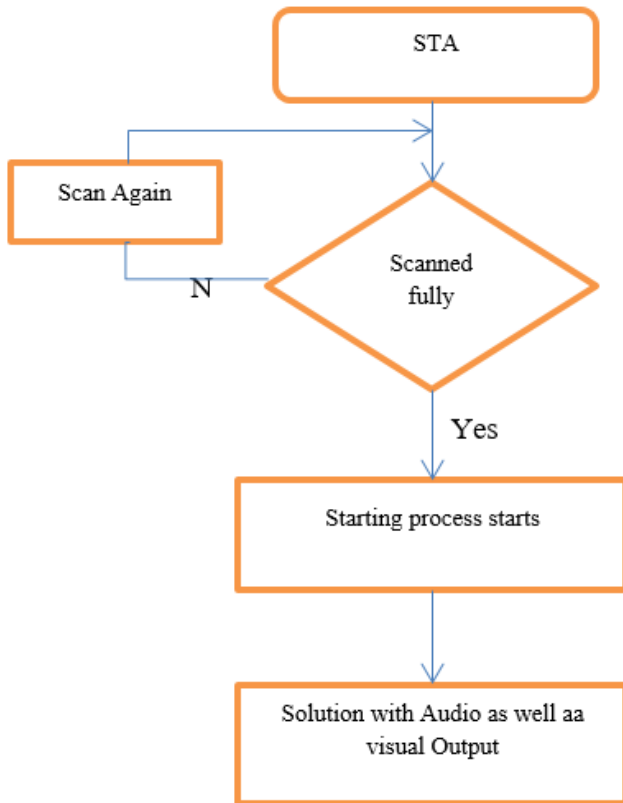 STA
Scan Again
Scanned
fully
N
Yes
Starting process starts
Solution with Audio as well aa
visual Output